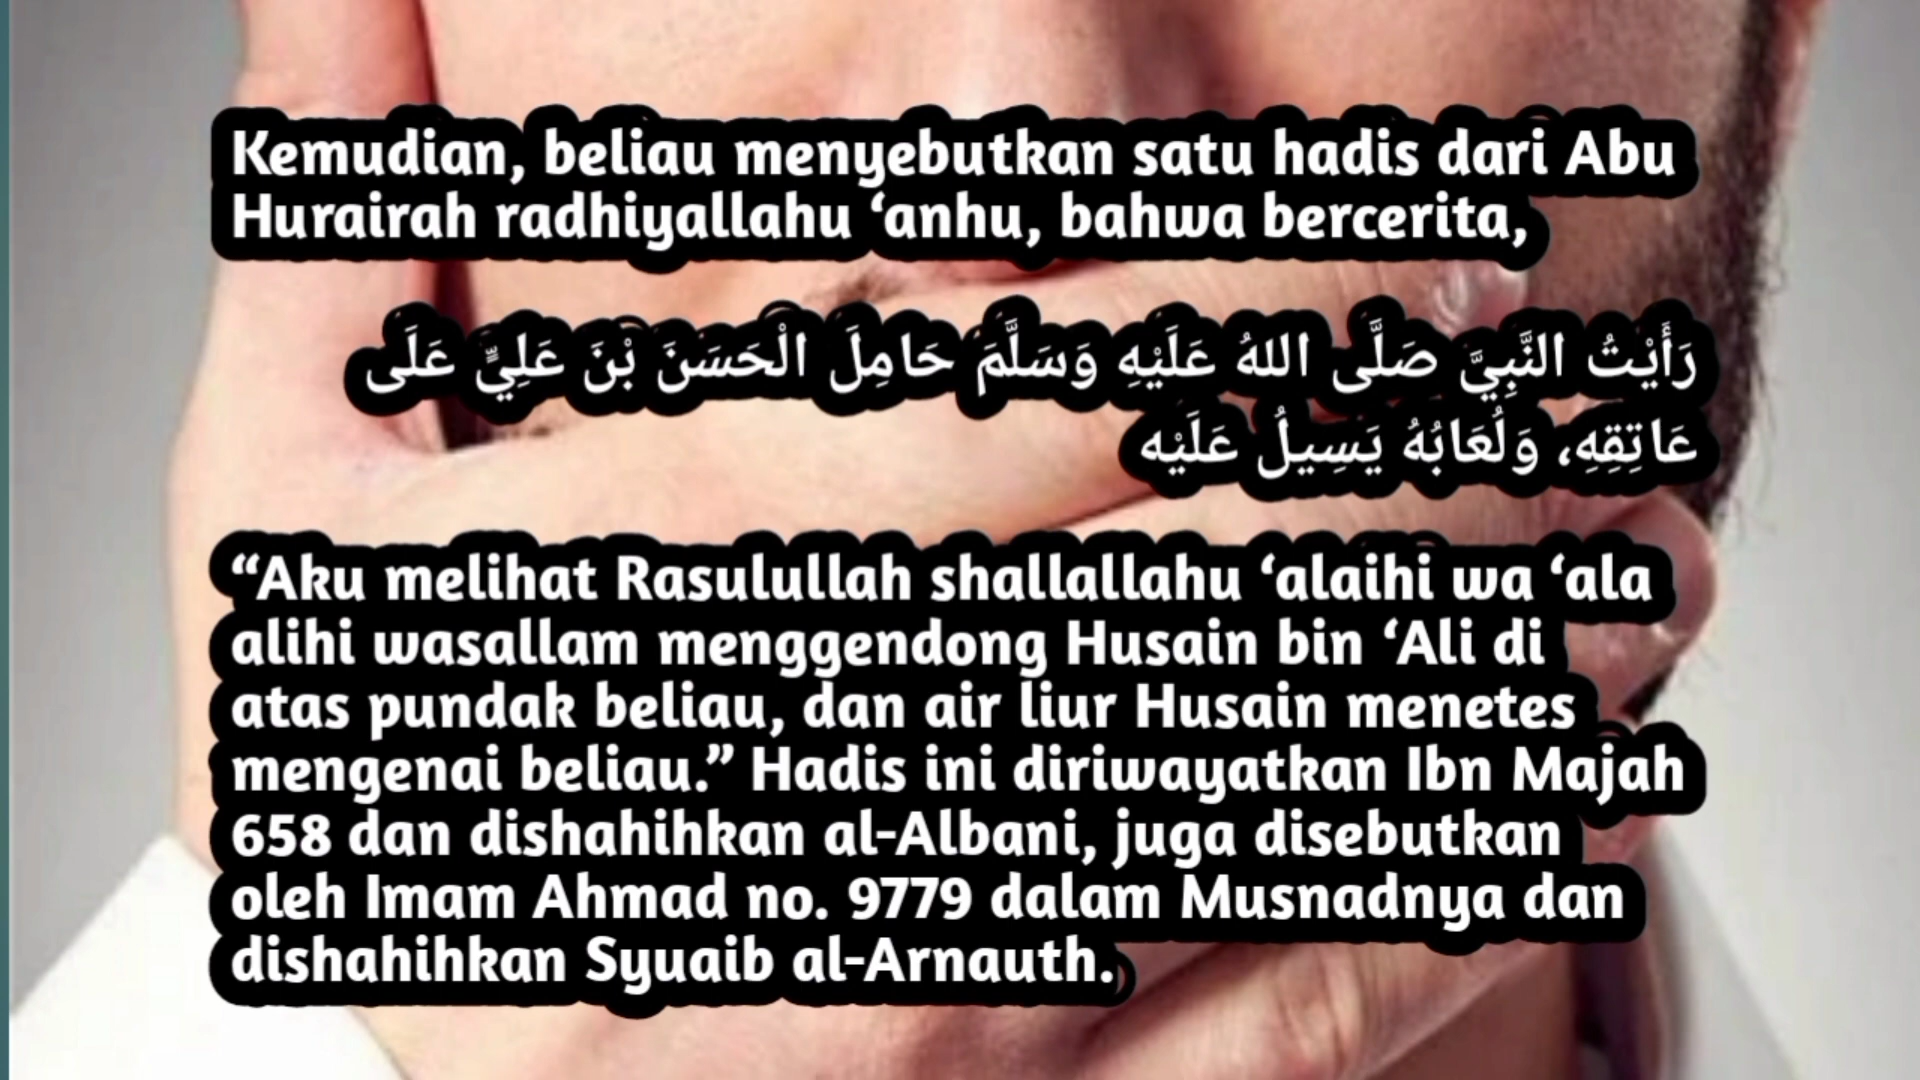 Kemudian, beliau menyebutkan satu hadis dari Abu
Hurairah radhiyallahu ‘anhu, bahwa bercerita,
رَأَيْتُ النَّبِيَّ صَلَّى اللهُ عَلَيْهِ وَسَلَّمَ حَامِلَ الْحَسَنَ بْنَ عَلِيٍّ عَلَى
عَاتِقِهِ، وَلُعَابُهُ يَسِيلُ عَلَيْه
“Aku melihat Rasulullah shallallahu ‘alaihi wa ‘ala
alihi wasallam menggendong Husain bin ‘Ali di
atas pundak beliau, dan air liur Husain menetes
mengenai beliau.” Hadis ini diriwayatkan Ibn Majah
658 dan dishahihkan al-Albani, juga disebutkan
oleh Imam Ahmad no. 9779 dalam Musnadnya dan
dishahihkan Syuaib al-Arnauth.